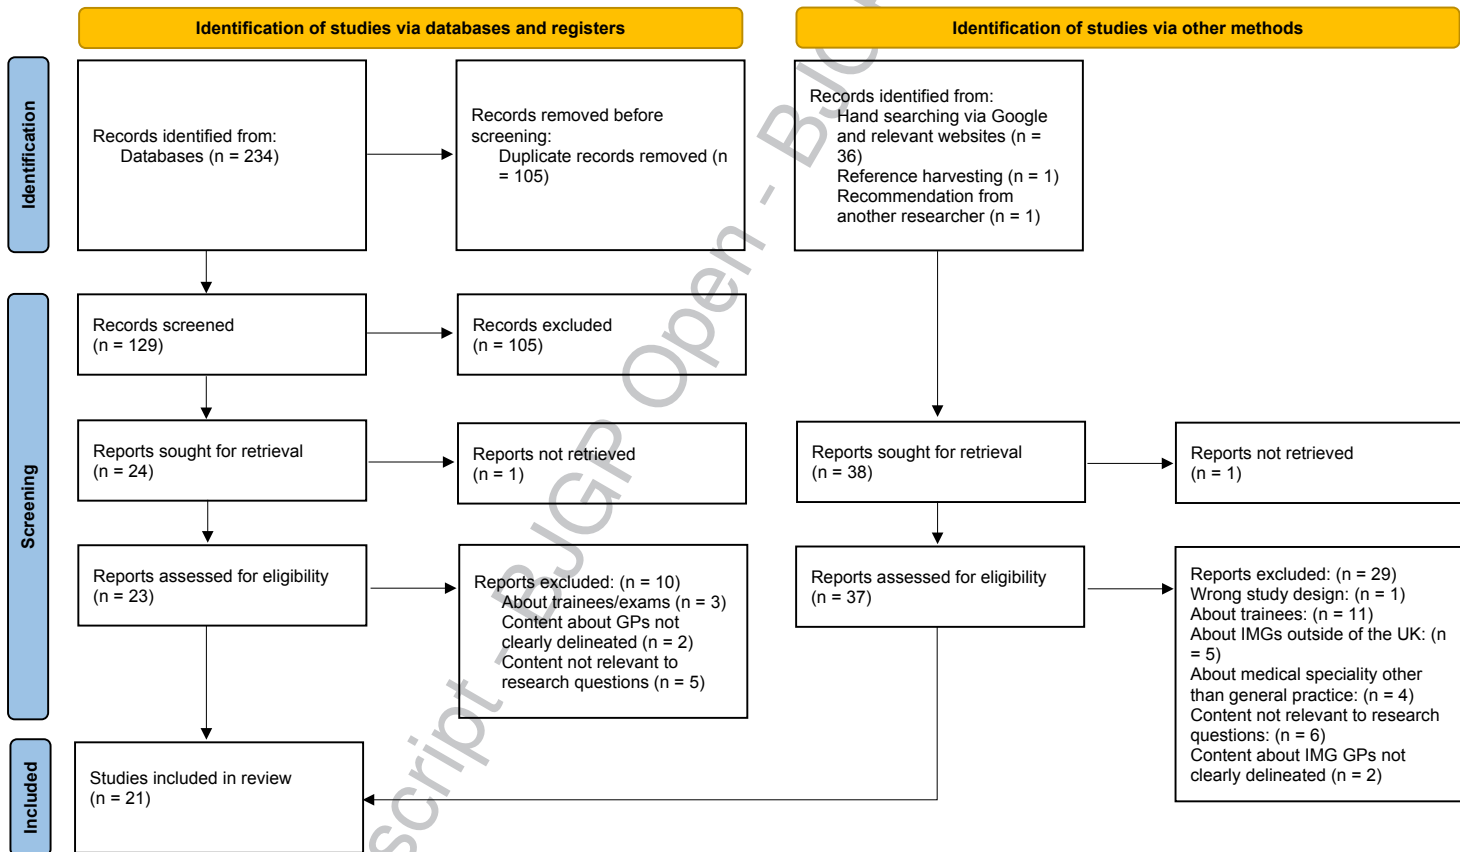 Identification of studies via databases and registers
Identification of studies via other methods
Identification
Records identified from:
Databases (n = 234)
Records removed before
screening:
Duplicate records removed (n
= 105)
Records identified from:
Hand searching via Google
and relevant websites (n =
36)
Reference harvesting (n = 1)
Recommendation from
another researcher (n = 1)
Screening
Records screened
(n = 129)
Records excluded
(n = 105)
Reports sought for retrieval
(n = 24)
Reports not retrieved
(n = 1)
Reports sought for retrieval
(n = 38)
Reports not retrieved
(n = 1)
Reports assessed for eligibility
(n = 23)
Reports excluded: (n = 10)
About trainees/exams (n = 3)
Content about GPs not
clearly delineated (n = 2)
Content not relevant to
research questions (n = 5)
Reports assessed for eligibility
(n = 37)
Reports excluded: (n = 29)
Wrong study design: (n = 1)
About trainees: (n = 11)
About IMGs outside of the UK: (n
= 5)
About medical speciality other
than general practice: (n = 4)
Content not relevant to research
questions: (n = 6)
Content about IMG GPs not
clearly delineated (n = 2)
Included
Studies included in review
(n = 21)
script - BJGP Open - BJG